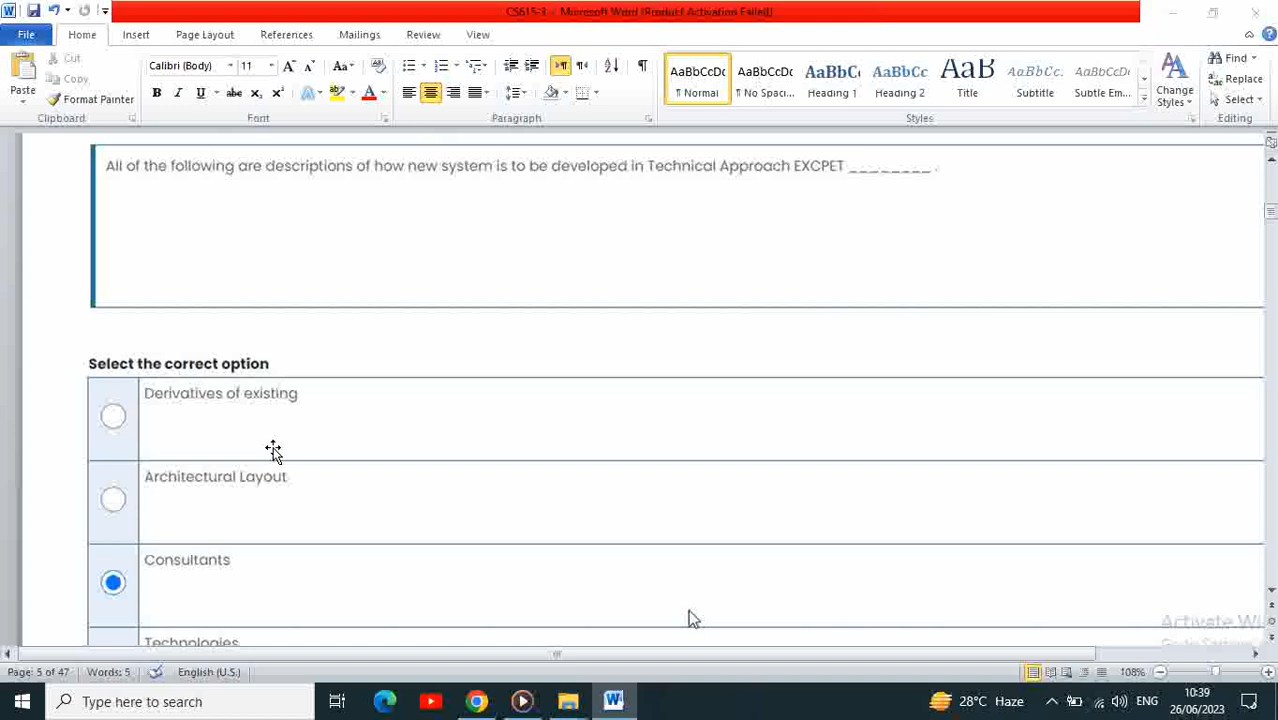 CS615-3 - Microsoft Word (Product Activation Failed)
File Home Insert Page Layout References Mailings Review View
Paste
Cut
Copy
Format Painter
Clipboard
Calibri (Body) 11
Font
Paragraph
AaBbCcDc AaBbCcDc AaBbC AaBbCc AaB AaBbCc. AaBbCcDc
¶ Normal ¶ No Spaci... Heading 1 Heading 2 Title Subtitle Subtle Em...
Change Styles
Styles
Find
Replace
Select
Editing
All of the following are descriptions of how new system is to be developed in Technical Approach EXCPET ________ .
Select the correct option
Derivatives of existing
Architectural Layout
Consultants
Technologies
Activate Wi
Page: 5 of 47 Words: 5 English (U.S.) 108%
Type here to search
28°C Haze ENG
10:39
26/06/2023